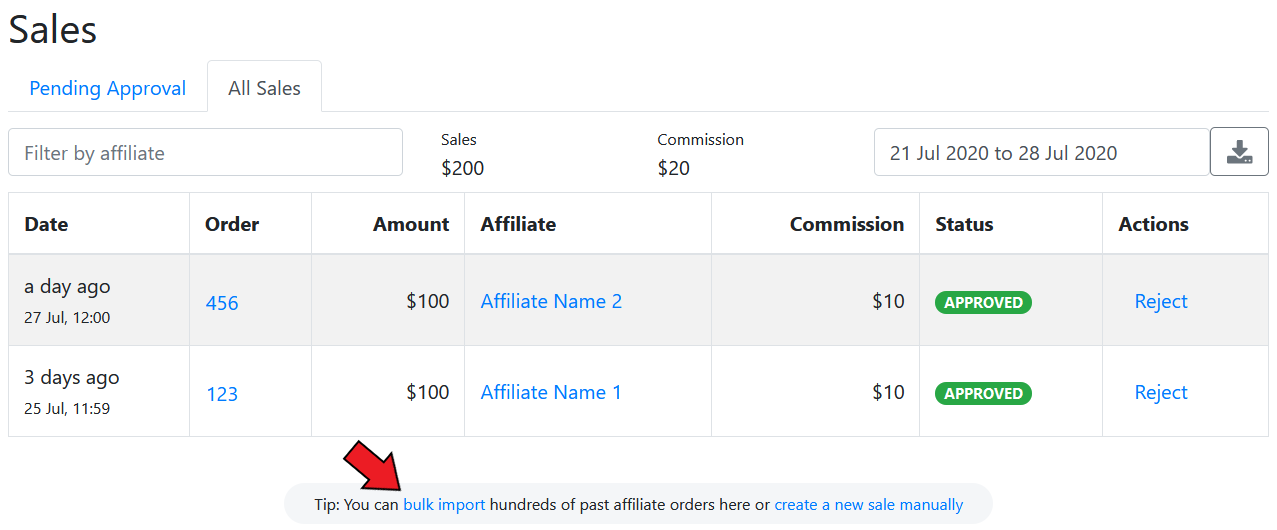 Sales
Pending Approval All Sales
Filter by affiliate Sales Commission 21 Jul 2020 to 28 Jul 2020
$200 $20
Date Order Amount Affiliate Commission Status Actions
a day ago 456 $100 Affiliate Name 2 $10 APPROVED Reject
27 Jul, 12:00
3 days ago 123 $100 Affiliate Name 1 $10 APPROVED Reject
25 Jul, 11:59
Tip: You can bulk import hundreds of past affiliate orders here or create a new sale manually